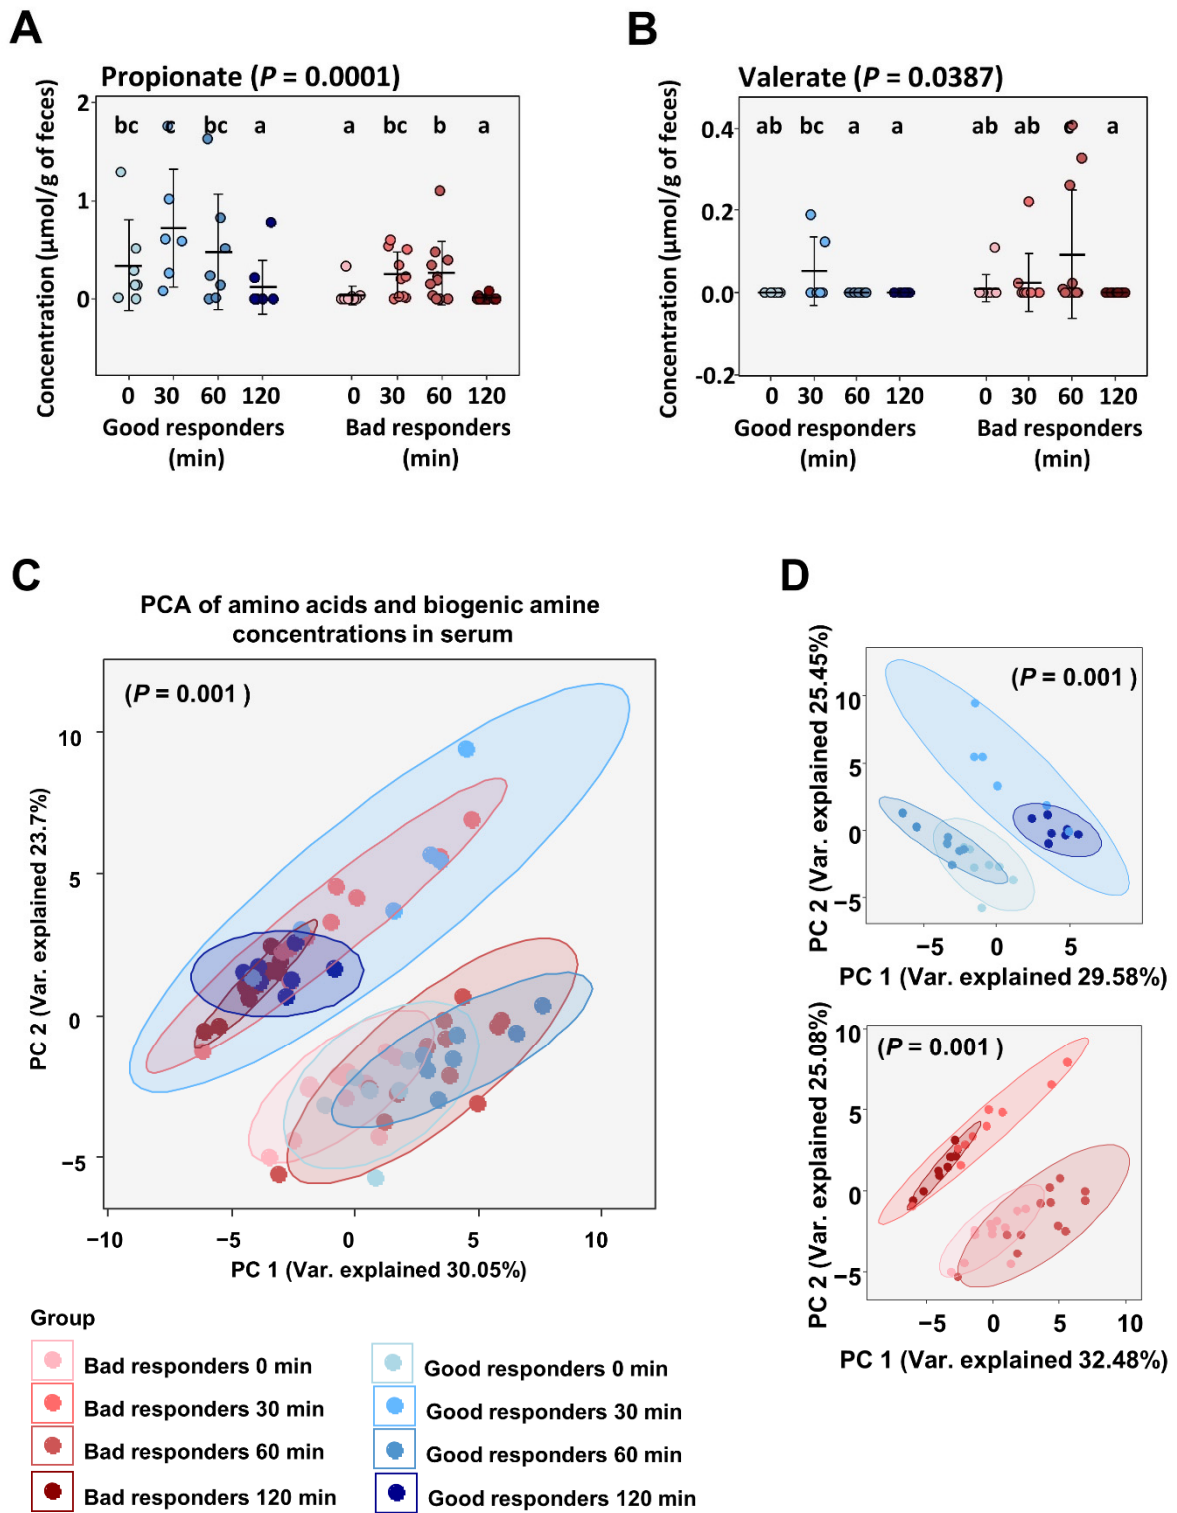 A
B
Propionate (P = 0.0001)
Valerate (P = 0.0387)
Concentration (μmol/g of feces)
2
1
0
bc c bc a a bc b a
0 30 60 120 0 30 60 120
Good responders Bad responders
(min) (min)
Concentration (μmol/g of feces)
0.4
0.2
0.0
-0.2
ab bc a a ab ab c a
0 30 60 120 0 30 60 120
Good responders Bad responders
(min) (min)
C
PCA of amino acids and biogenic amine
concentrations in serum
(P = 0.001 )
PC 2 (Var. explained 23.7%)
10
5
0
−5
−10 −5 0 5 10
PC 1 (Var. explained 30.05%)
D
PC 2 (Var. explained 25.45%)
(P = 0.001 )
10
5
0
−5
−5 0 5
PC 1 (Var. explained 29.58%)
PC 2 (Var. explained 25.08%)
(P = 0.001 )
10
5
0
−5
−5 0 5 10
PC 1 (Var. explained 32.48%)
Group
Bad responders 0 min
Bad responders 30 min
Bad responders 60 min
Bad responders 120 min
Good responders 0 min
Good responders 30 min
Good responders 60 min
Good responders 120 min